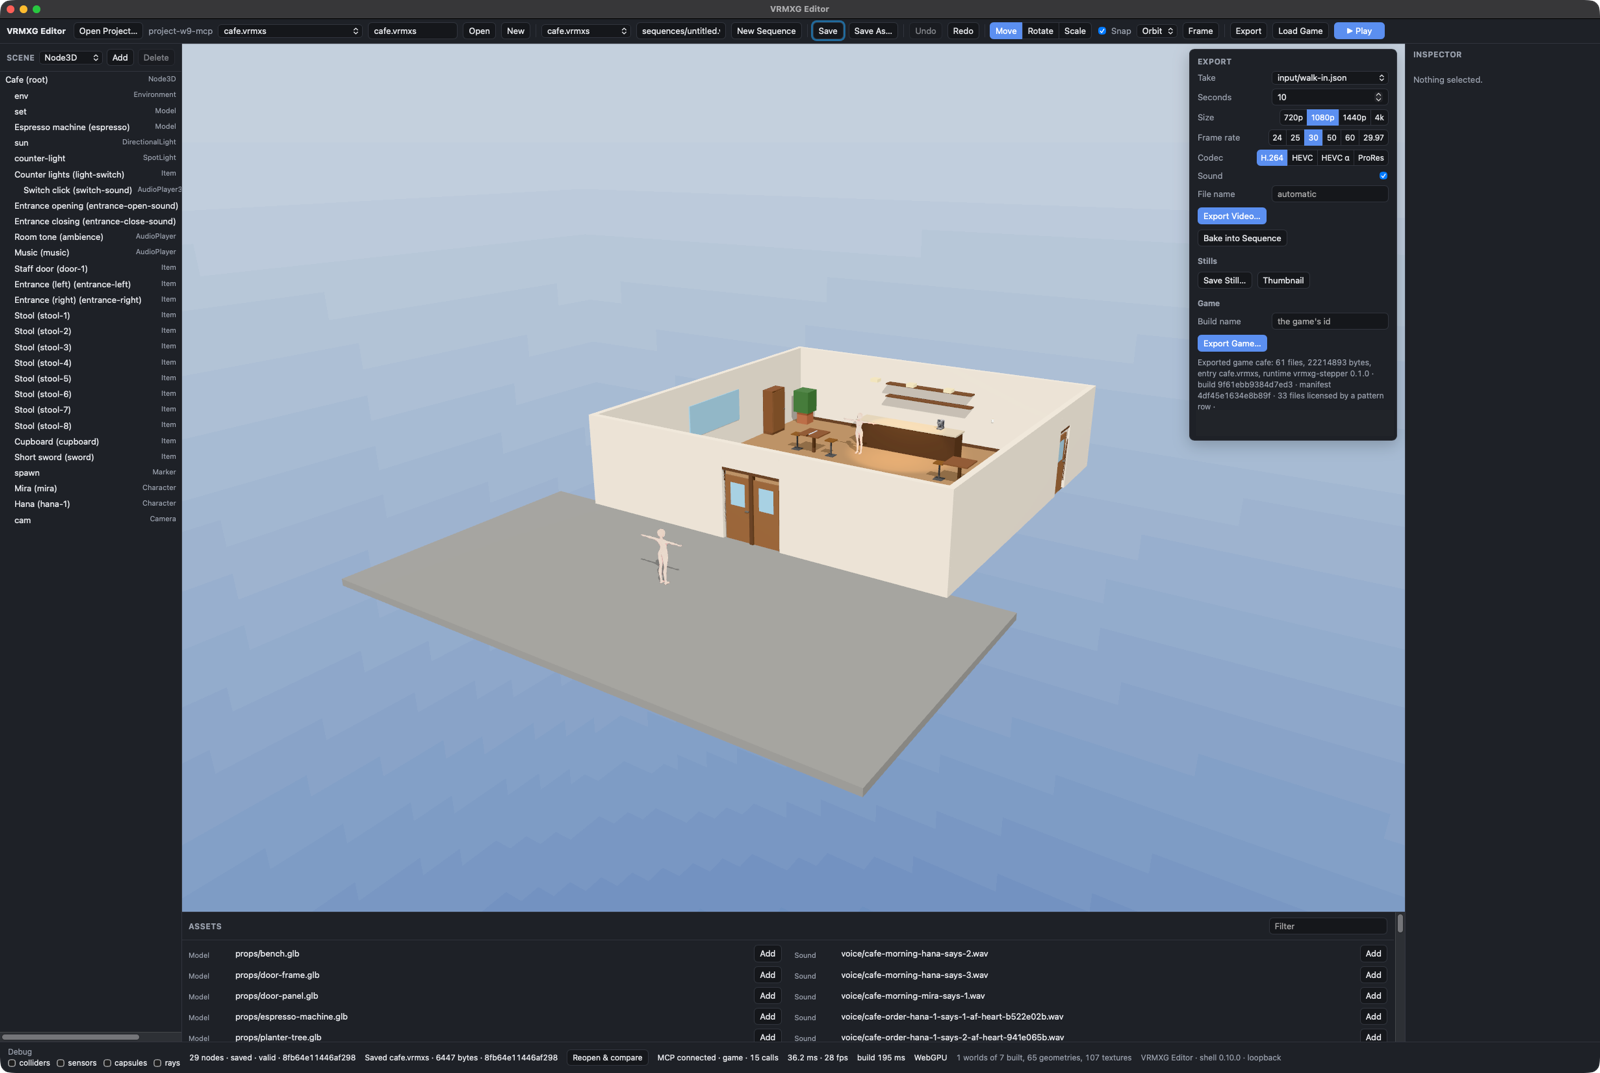 VRMXG Editor
VRMXG Editor Open Project... project-w9-mcp cafe.vrmxs cafe.vrmxs Open New cafe.vrmxs sequences/untitled. New Sequence Save Save As... Undo Redo Move Rotate Scale Snap Orbit Frame Export Load Game ▶ Play
SCENE Node3D Add Delete
Cafe (root) Node3D
env Environment
set Model
Espresso machine (espresso) Model
sun DirectionalLight
counter-light SpotLight
Counter lights (light-switch) Item
Switch click (switch-sound) AudioPlayer3
Entrance opening (entrance-open-sound)
Entrance closing (entrance-close-sound)
Room tone (ambience) AudioPlayer
Music (music) AudioPlayer
Staff door (door-1) Item
Entrance (left) (entrance-left) Item
Entrance (right) (entrance-right) Item
Stool (stool-1) Item
Stool (stool-2) Item
Stool (stool-3) Item
Stool (stool-4) Item
Stool (stool-5) Item
Stool (stool-6) Item
Stool (stool-7) Item
Stool (stool-8) Item
Cupboard (cupboard) Item
Short sword (sword) Item
spawn Marker
Mira (mira) Character
Hana (hana-1) Character
cam Camera
EXPORT
Take input/walk-in.json
Seconds 10
Size 720p 1080p 1440p 4k
Frame rate 24 25 30 50 60 29.97
Codec H.264 HEVC HEVC α ProRes
Sound
File name automatic
Export Video...
Bake into Sequence
Stills
Save Still... Thumbnail
Game
Build name the game's id
Export Game...
Exported game cafe: 61 files, 22214893 bytes,
entry cafe.vrmxs, runtime vrmxg-stepper 0.1.0 ·
build 9f61ebb9384d7ed3 · manifest
4df45e1634e8b89f · 33 files licensed by a pattern
row ·
INSPECTOR
Nothing selected.
ASSETS Filter
Model props/bench.glb Add Sound voice/cafe-morning-hana-says-2.wav Add
Model props/door-frame.glb Add Sound voice/cafe-morning-hana-says-3.wav Add
Model props/door-panel.glb Add Sound voice/cafe-morning-mira-says-1.wav Add
Model props/espresso-machine.glb Add Sound voice/cafe-order-hana-1-says-1-af-heart-b522e02b.wav Add
Model props/planter-tree.glb Add Sound voice/cafe-order-hana-1-says-2-af-heart-941e065b.wav Add
Debug
colliders sensors capsules rays
29 nodes · saved · valid · 8fb64e11446af298 Saved cafe.vrmxs · 6447 bytes · 8fb64e11446af298 Reopen & compare MCP connected · game · 15 calls 36.2 ms · 28 fps build 195 ms WebGPU 1 worlds of 7 built, 65 geometries, 107 textures VRMXG Editor · shell 0.10.0 · loopback